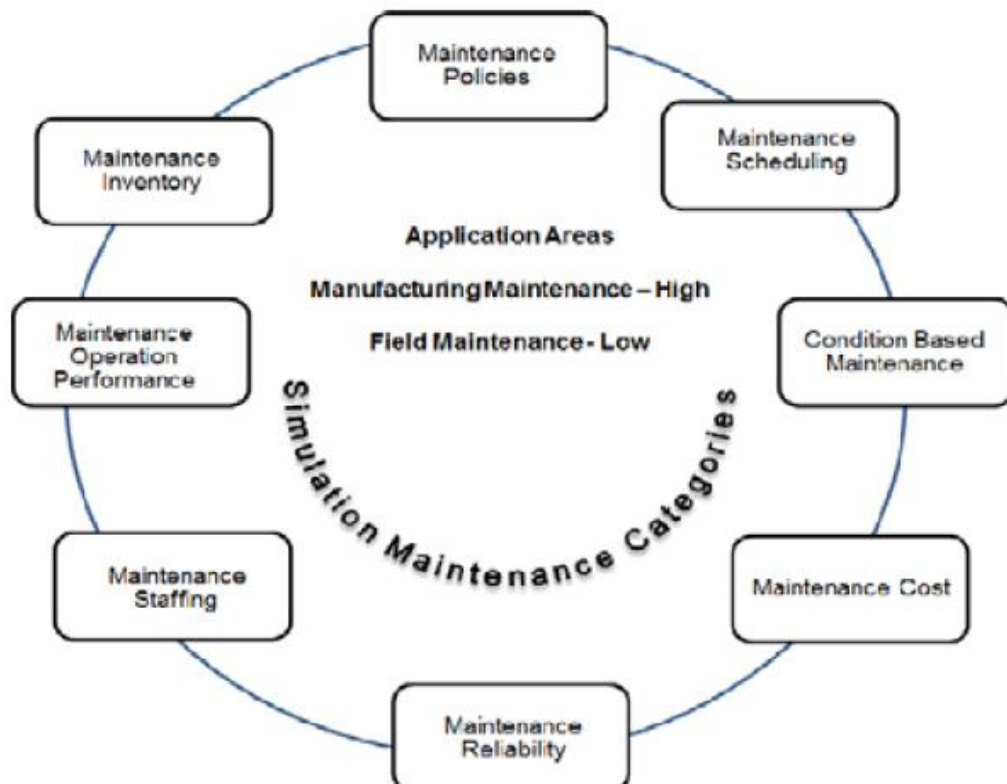 Maintenance
Policies
Maintenance
Scheduling
Maintenance
Inventory
Application Areas
Manufacturing Maintenance – High
Field Maintenance- Low
Maintenance
Operation
Performance
Condition Based
Maintenance
Simulation Maintenance Categories
Maintenance
Staffing
Maintenance Cost
Maintenance
Reliability